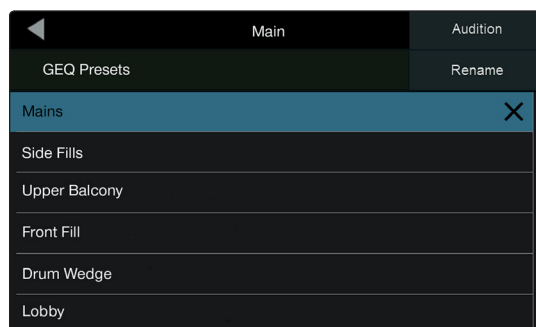 Main
Audition
GEQ Presets
Rename
Mains
Side Fills
Upper Balcony
Front Fill
Drum Wedge
Lobby